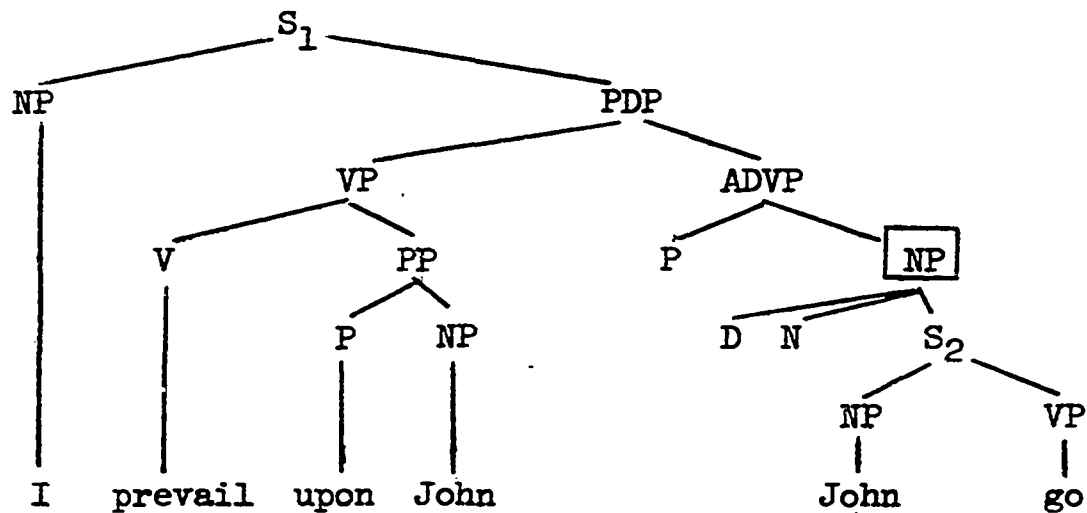 S₁
NP PDP
VP ADVP
V PP P NP
P NP D N S₂
NP VP
I prevail upon John John go